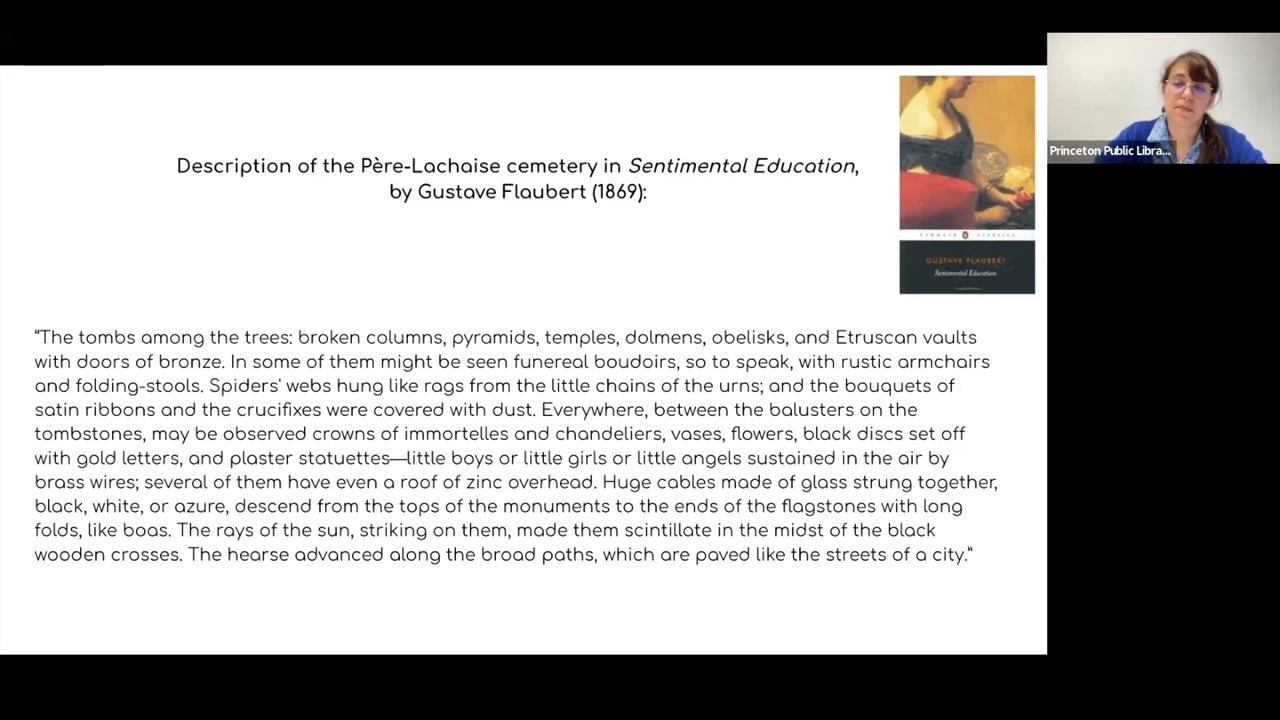 Description of the Père-Lachaise cemetery in Sentimental Education,
by Gustave Flaubert (1869):
PENGUIN CLASSICS
GUSTAVE FLAUBERT
Sentimental Education
Princeton Public Libra...
“The tombs among the trees: broken columns, pyramids, temples, dolmens, obelisks, and Etruscan vaults
with doors of bronze. In some of them might be seen funereal boudoirs, so to speak, with rustic armchairs
and folding-stools. Spiders' webs hung like rags from the little chains of the urns; and the bouquets of
satin ribbons and the crucifixes were covered with dust. Everywhere, between the balusters on the
tombstones, may be observed crowns of immortelles and chandeliers, vases, flowers, black discs set off
with gold letters, and plaster statuettes—little boys or little girls or little angels sustained in the air by
brass wires; several of them have even a roof of zinc overhead. Huge cables made of glass strung together,
black, white, or azure, descend from the tops of the monuments to the ends of the flagstones with long
folds, like boas. The rays of the sun, striking on them, made them scintillate in the midst of the black
wooden crosses. The hearse advanced along the broad paths, which are paved like the streets of a city.”